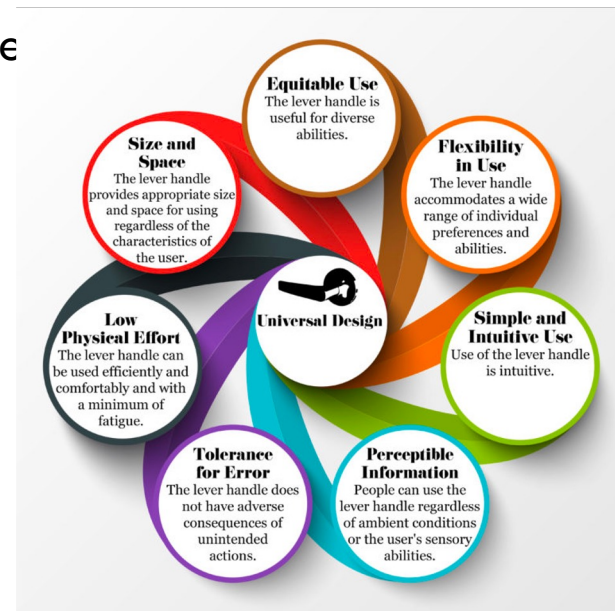 e
Equitable Use
The lever handle is
useful for diverse
abilities.
Flexibility
in Use
The lever handle
accommodates a wide
range of individual
preferences and
abilities.
Simple and
Intuitive Use
Use of the lever handle
is intuitive.
Perceptible
Information
People can use the
lever handle regardless
of ambient conditions
or the user's sensory
abilities.
Tolerance
for Error
The lever handle does
not have adverse
consequences of
unintended
actions.
Low
Physical Effort
The lever handle can
be used efficiently and
comfortably and with
a minimum of
fatigue.
Size and
Space
The lever handle
provides appropriate size
and space for using
regardless of the
characteristics of
the user.
Universal Design